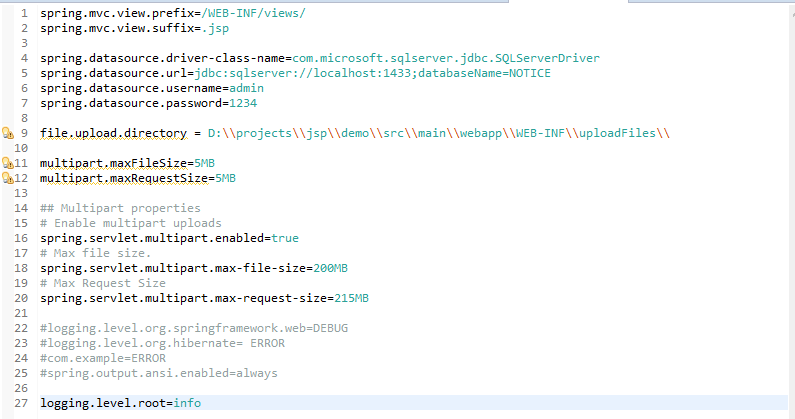 1 spring.mvc.view.prefix=/WEB-INF/views/
2 spring.mvc.view.suffix=.jsp
3
4 spring.datasource.driver-class-name=com.microsoft.sqlserver.jdbc.SQLServerDriver
5 spring.datasource.url=jdbc:sqlserver://localhost:1433;databaseName=NOTICE
6 spring.datasource.username=admin
7 spring.datasource.password=1234
8
9 file.upload.directory = D:\\projects\\jsp\\demo\\src\\main\\webapp\\WEB-INF\\uploadFiles\\
10
11 multipart.maxFileSize=5MB
12 multipart.maxRequestSize=5MB
13
14 ## Multipart properties
15 # Enable multipart uploads
16 spring.servlet.multipart.enabled=true
17 # Max file size.
18 spring.servlet.multipart.max-file-size=200MB
19 # Max Request Size
20 spring.servlet.multipart.max-request-size=215MB
21
22 #logging.level.org.springframework.web=DEBUG
23 #logging.level.org.hibernate= ERROR
24 #com.example=ERROR
25 #spring.output.ansi.enabled=always
26
27 logging.level.root=info